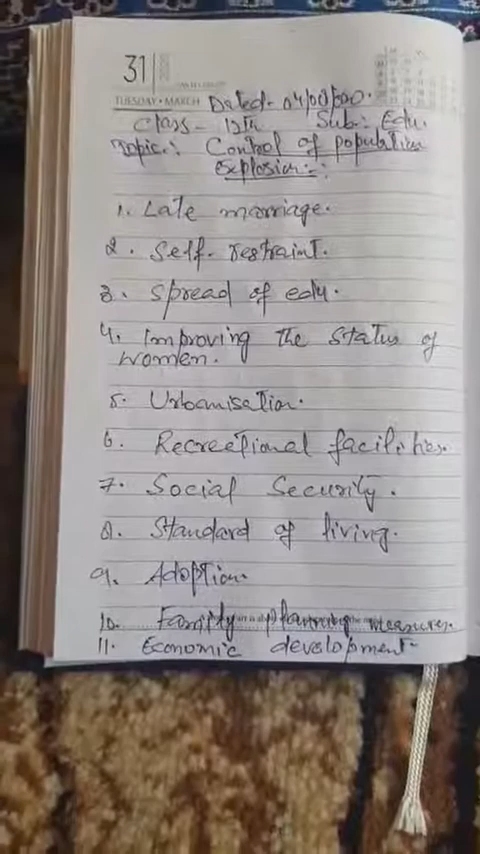 31
TUESDAY • MARCH Dated-
Class - 12th Sub: Edu.
Topic: Control of population
Explosion:-
1. Late marriage.
2. Self-restraint.
3. Spread of edu.
4. Improving the Status of
women.
5. Urbanisation.
6. Recreetional facilities.
7. Social Security.
8. Standard of living.
9. Adoption
10. Family planning measures.
11. Economic development.